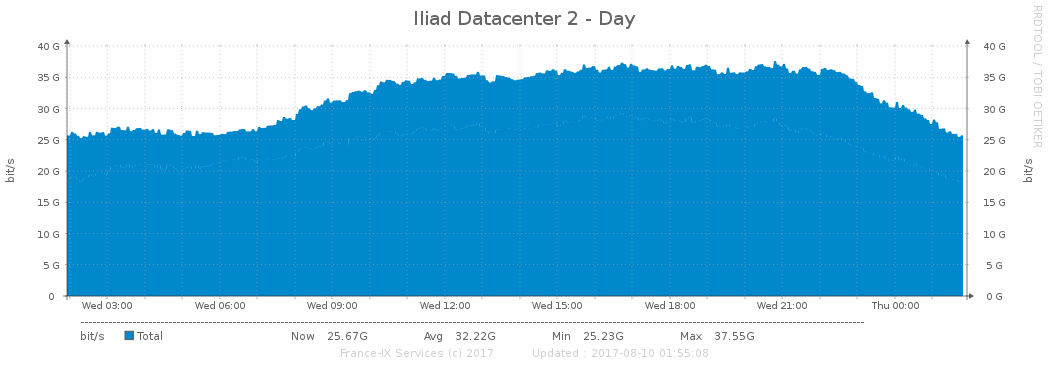 Iliad Datacenter 2 - Day
RRDTOOL / TOBI OETIKER
40 G 40 G
35 G 35 G
30 G 30 G
25 G 25 G
20 G 20 G
15 G 15 G
10 G 10 G
5 G 5 G
0 0 G
bit/s bit/s
Wed 03:00 Wed 06:00 Wed 09:00 Wed 12:00 Wed 15:00 Wed 18:00 Wed 21:00 Thu 00:00
bit/s Total Now 25.67G Avg 32.22G Min 25.23G Max 37.55G
France-IX Services (c) 2017 Updated : 2017-08-10 01:55:08